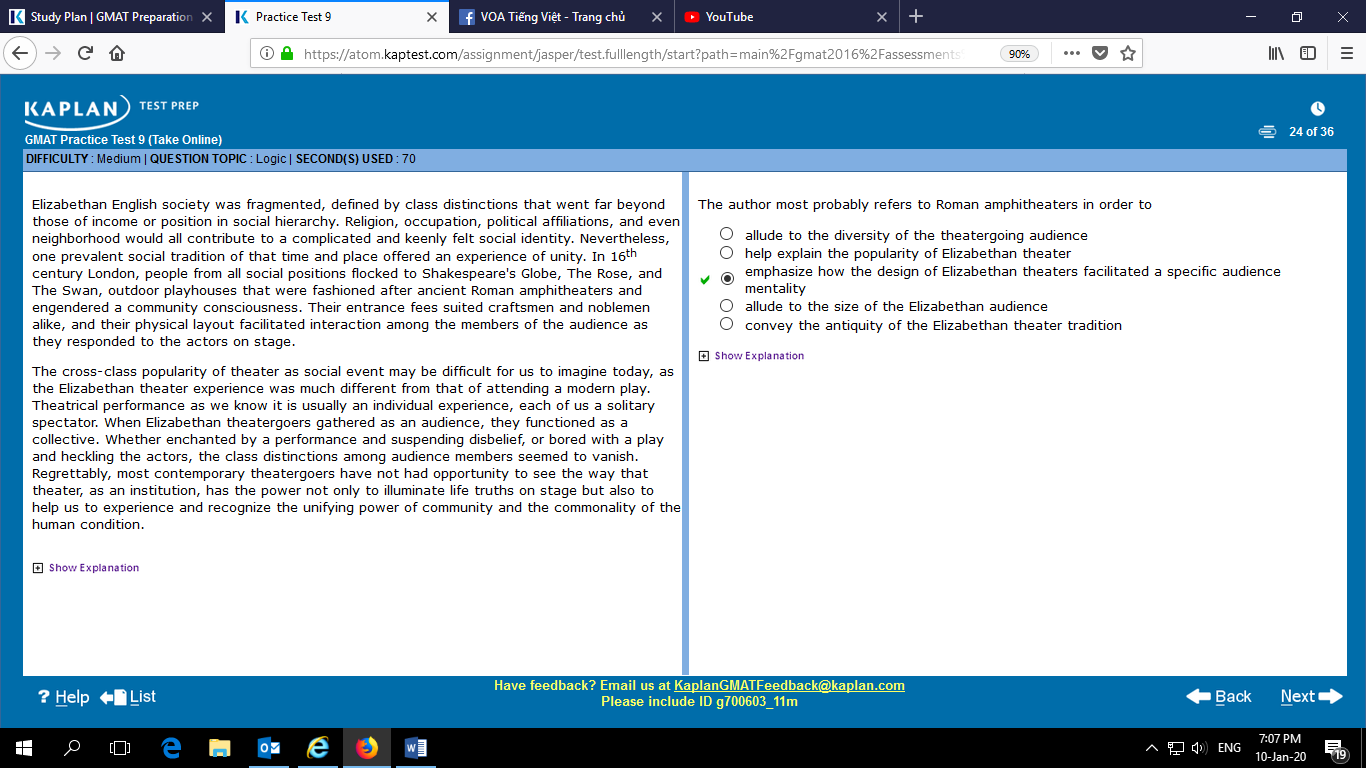 Study Plan | GMAT Preparation
Practice Test 9
VOA Tiếng Việt - Trang chủ
YouTube
https://atom.kaptest.com/assignment/jasper/test.fulllength/start?path=main%2Fgmat2016%2Fassessments
90%
KAPLAN TEST PREP
GMAT Practice Test 9 (Take Online)
24 of 36
DIFFICULTY : Medium | QUESTION TOPIC : Logic | SECOND(S) USED : 70
Elizabethan English society was fragmented, defined by class distinctions that went far beyond
those of income or position in social hierarchy. Religion, occupation, political affiliations, and even
neighborhood would all contribute to a complicated and keenly felt social identity. Nevertheless,
one prevalent social tradition of that time and place offered an experience of unity. In 16th
century London, people from all social positions flocked to Shakespeare's Globe, The Rose, and
The Swan, outdoor playhouses that were fashioned after ancient Roman amphitheaters and
engendered a community consciousness. Their entrance fees suited craftsmen and noblemen
alike, and their physical layout facilitated interaction among the members of the audience as
they responded to the actors on stage.
The cross-class popularity of theater as social event may be difficult for us to imagine today, as
the Elizabethan theater experience was much different from that of attending a modern play.
Theatrical performance as we know it is usually an individual experience, each of us a solitary
spectator. When Elizabethan theatergoers gathered as an audience, they functioned as a
collective. Whether enchanted by a performance and suspending disbelief, or bored with a play
and heckling the actors, the class distinctions among audience members seemed to vanish.
Regrettably, most contemporary theatergoers have not had opportunity to see the way that
theater, as an institution, has the power not only to illuminate life truths on stage but also to
help us to experience and recognize the unifying power of community and the commonality of the
human condition.
Show Explanation
The author most probably refers to Roman amphitheaters in order to
allude to the diversity of the theatergoing audience
help explain the popularity of Elizabethan theater
emphasize how the design of Elizabethan theaters facilitated a specific audience
mentality
allude to the size of the Elizabethan audience
convey the antiquity of the Elizabethan theater tradition
Show Explanation
? Help
List
Have feedback? Email us at KaplanGMATFeedback@kaplan.com
Please include ID g700603_11m
Back
Next
ENG
7:07 PM
10-Jan-20
19